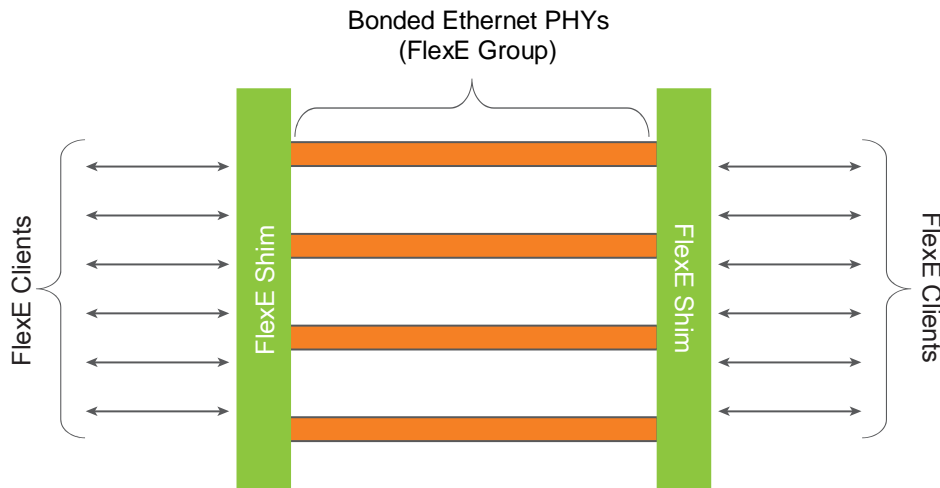 Bonded Ethernet PHYs
(FlexE Group)
FlexE Clients
FlexE Shim
FlexE Shim
FlexE Clients